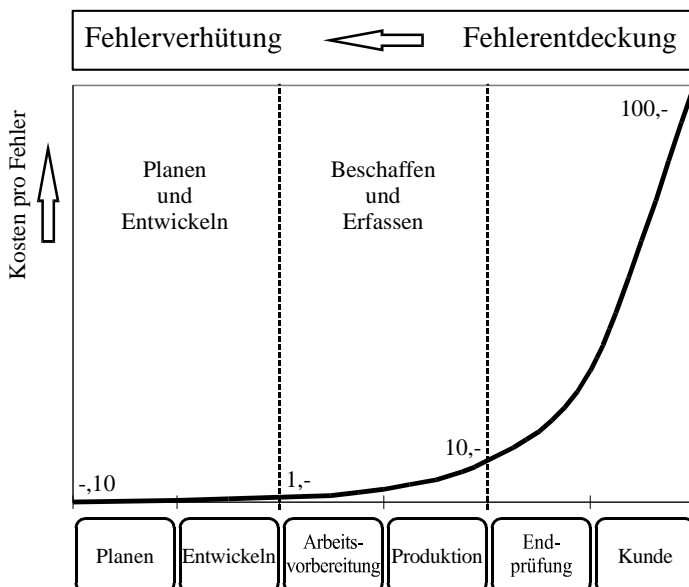 Fehlerverhütung
Fehlerentdeckung
Kosten pro Fehler
100,-
Planen
und
Entwickeln
Beschaffen
und
Erfassen
10,-
-,10
1,-
Planen
Entwickeln
Arbeits-
vorbereitung
Produktion
End-
prüfung
Kunde